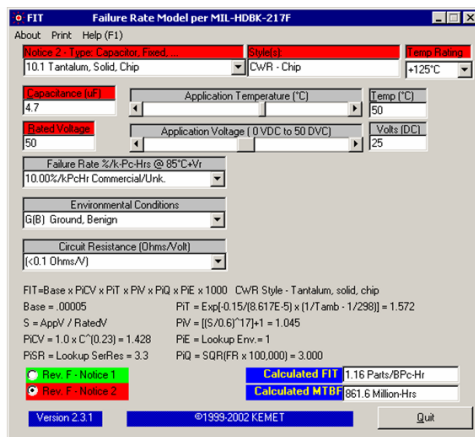 FIT Failure Rate Model per MIL-HDBK-217F
About Print Help (F1)
Notice 2 - Type: Capacitor, Fixed, ... Style(s): Temp Rating
10.1 Tantalum, Solid, Chip CWR - Chip +125°C
Capacitance (uF) Application Temperature (°C) Temp (°C)
4.7 50
Rated Voltage Application Voltage ( 0 VDC to 50 DVC) Volts (DC)
50 25
Failure Rate %/k-Pc-Hrs @ 85°C+Vr
10.00%/kPcHr Commercial/Unk.
Environmental Conditions
G(B) Ground, Benign
Circuit Resistance (Ohms/Volt)
(<0.1 Ohms/V)
FIT=Base x PiCV x PiT x PiV x PiQ x PiE x 1000 CWR Style - Tantalum, solid, chip
Base = .00005 PiT = Exp[-0.15/(8.617E-5) x (1/Tamb - 1/298)] = 1.572
S = AppV / RatedV PiV = [(S/0.6)^17]+1 = 1.045
PiCV = 1.0 x C^(0.23) = 1.428 PiE = Lookup Env.= 1
PiSR = Lookup SerRes = 3.3 PiQ = SQR(FR x 100,000) = 3.000
Rev. F - Notice 1 Calculated FIT 1.16 Parts/BPc-Hr
Rev. F - Notice 2 Calculated MTBF 861.6 Million-Hrs
Version 2.3.1 ©1999-2002 KEMET Quit